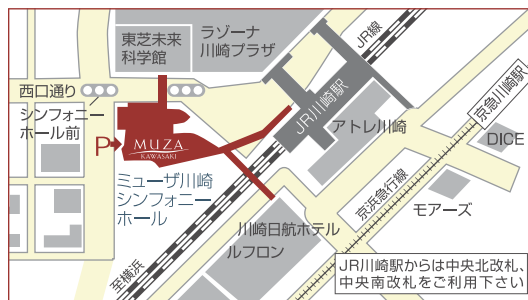 東芝未来
科学館
ラゾーナ
川崎プラザ
JR線
西口通り
シンフォニー
ホール前
P
MUZA
KAWASAKI
JR川崎駅
アトレ川崎
京急川崎駅
DICE
ミューザ川崎
シンフォニー
ホール
京浜急行線
モアーズ
川崎日航ホテル
ルフロン
至横浜
JR川崎駅からは中央北改札、
中央南改札をご利用下さい